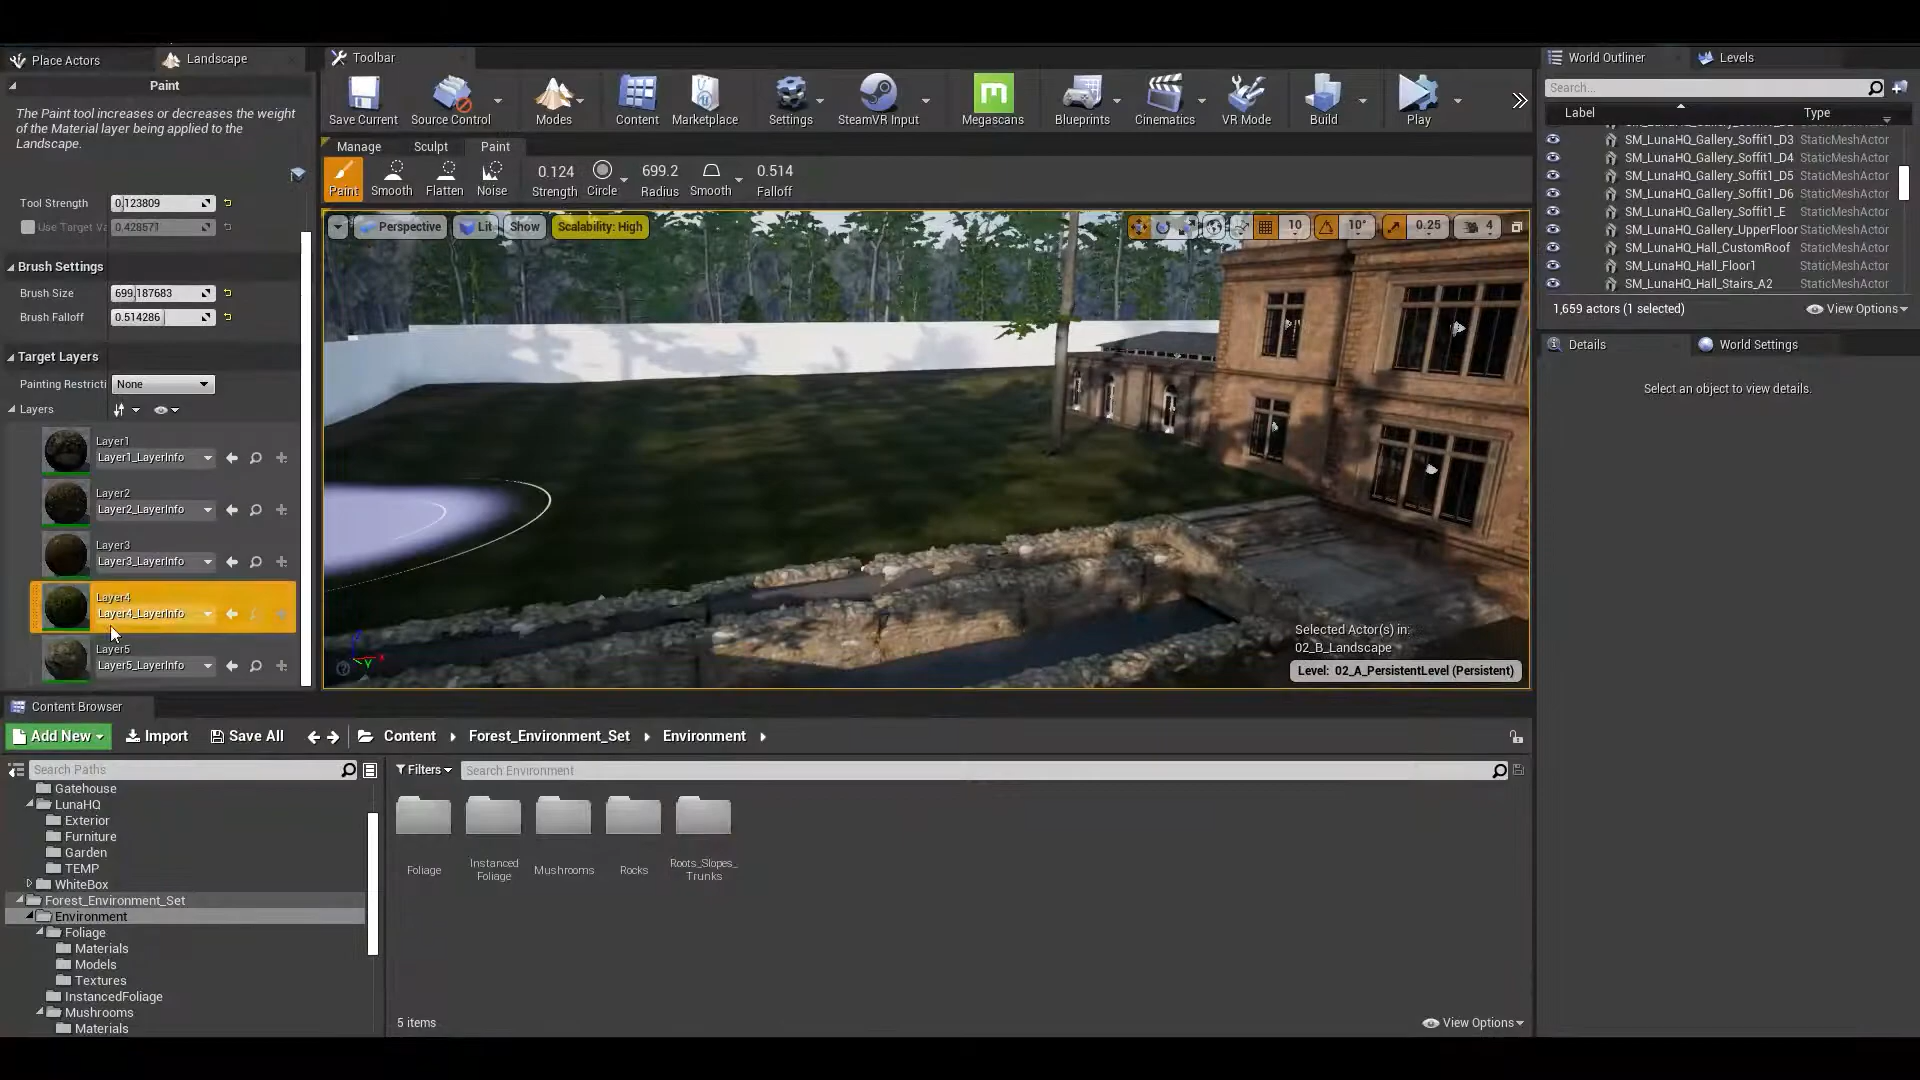 Place Actors
Landscape
Paint
The Paint tool increases or decreases the weight
of the Material layer being applied to the
Landscape.
Tool Strength
0.123809
Use Target Va
0.428571
Brush Settings
Brush Size
699.187683
Brush Falloff
0.514286
Target Layers
Painting Restricti
None
Layers
Layer1
Layer1_LayerInfo
Layer2
Layer2_LayerInfo
Layer3
Layer3_LayerInfo
Layer4
Layer4_LayerInfo
Layer5
Layer5_LayerInfo
Toolbar
Save Current
Source Control
Modes
Content
Marketplace
Settings
SteamVR Input
Megascans
Blueprints
Cinematics
VR Mode
Build
Play
Manage
Sculpt
Paint
Paint
Smooth
Flatten
Noise
0.124
Strength
Circle
699.2
Radius
Smooth
0.514
Falloff
Perspective
Lit
Show
Scalability: High
10
10°
0.25
4
Selected Actor(s) in:
02_B_Landscape
Level: 02_A_PersistentLevel (Persistent)
World Outliner
Levels
Search...
Label
Type
SM_LunaHQ_Gallery_Soffit1_D3 StaticMeshActor
SM_LunaHQ_Gallery_Soffit1_D4 StaticMeshActor
SM_LunaHQ_Gallery_Soffit1_D5 StaticMeshActor
SM_LunaHQ_Gallery_Soffit1_D6 StaticMeshActor
SM_LunaHQ_Gallery_Soffit1_E StaticMeshActor
SM_LunaHQ_Gallery_UpperFloor StaticMeshActor
SM_LunaHQ_Hall_CustomRoof StaticMeshActor
SM_LunaHQ_Hall_Floor1 StaticMeshActor
SM_LunaHQ_Hall_Stairs_A2 StaticMeshActor
1,659 actors (1 selected)
View Options
Details
World Settings
Select an object to view details.
Content Browser
Add New
Import
Save All
Content
Forest_Environment_Set
Environment
Search Paths
Filters
Search Environment
Gatehouse
LunaHQ
Exterior
Furniture
Garden
TEMP
WhiteBox
Forest_Environment_Set
Environment
Foliage
Materials
Models
Textures
InstancedFoliage
Mushrooms
Materials
Foliage
Instanced
Foliage
Mushrooms
Rocks
Roots_Slopes_
Trunks
5 items
View Options